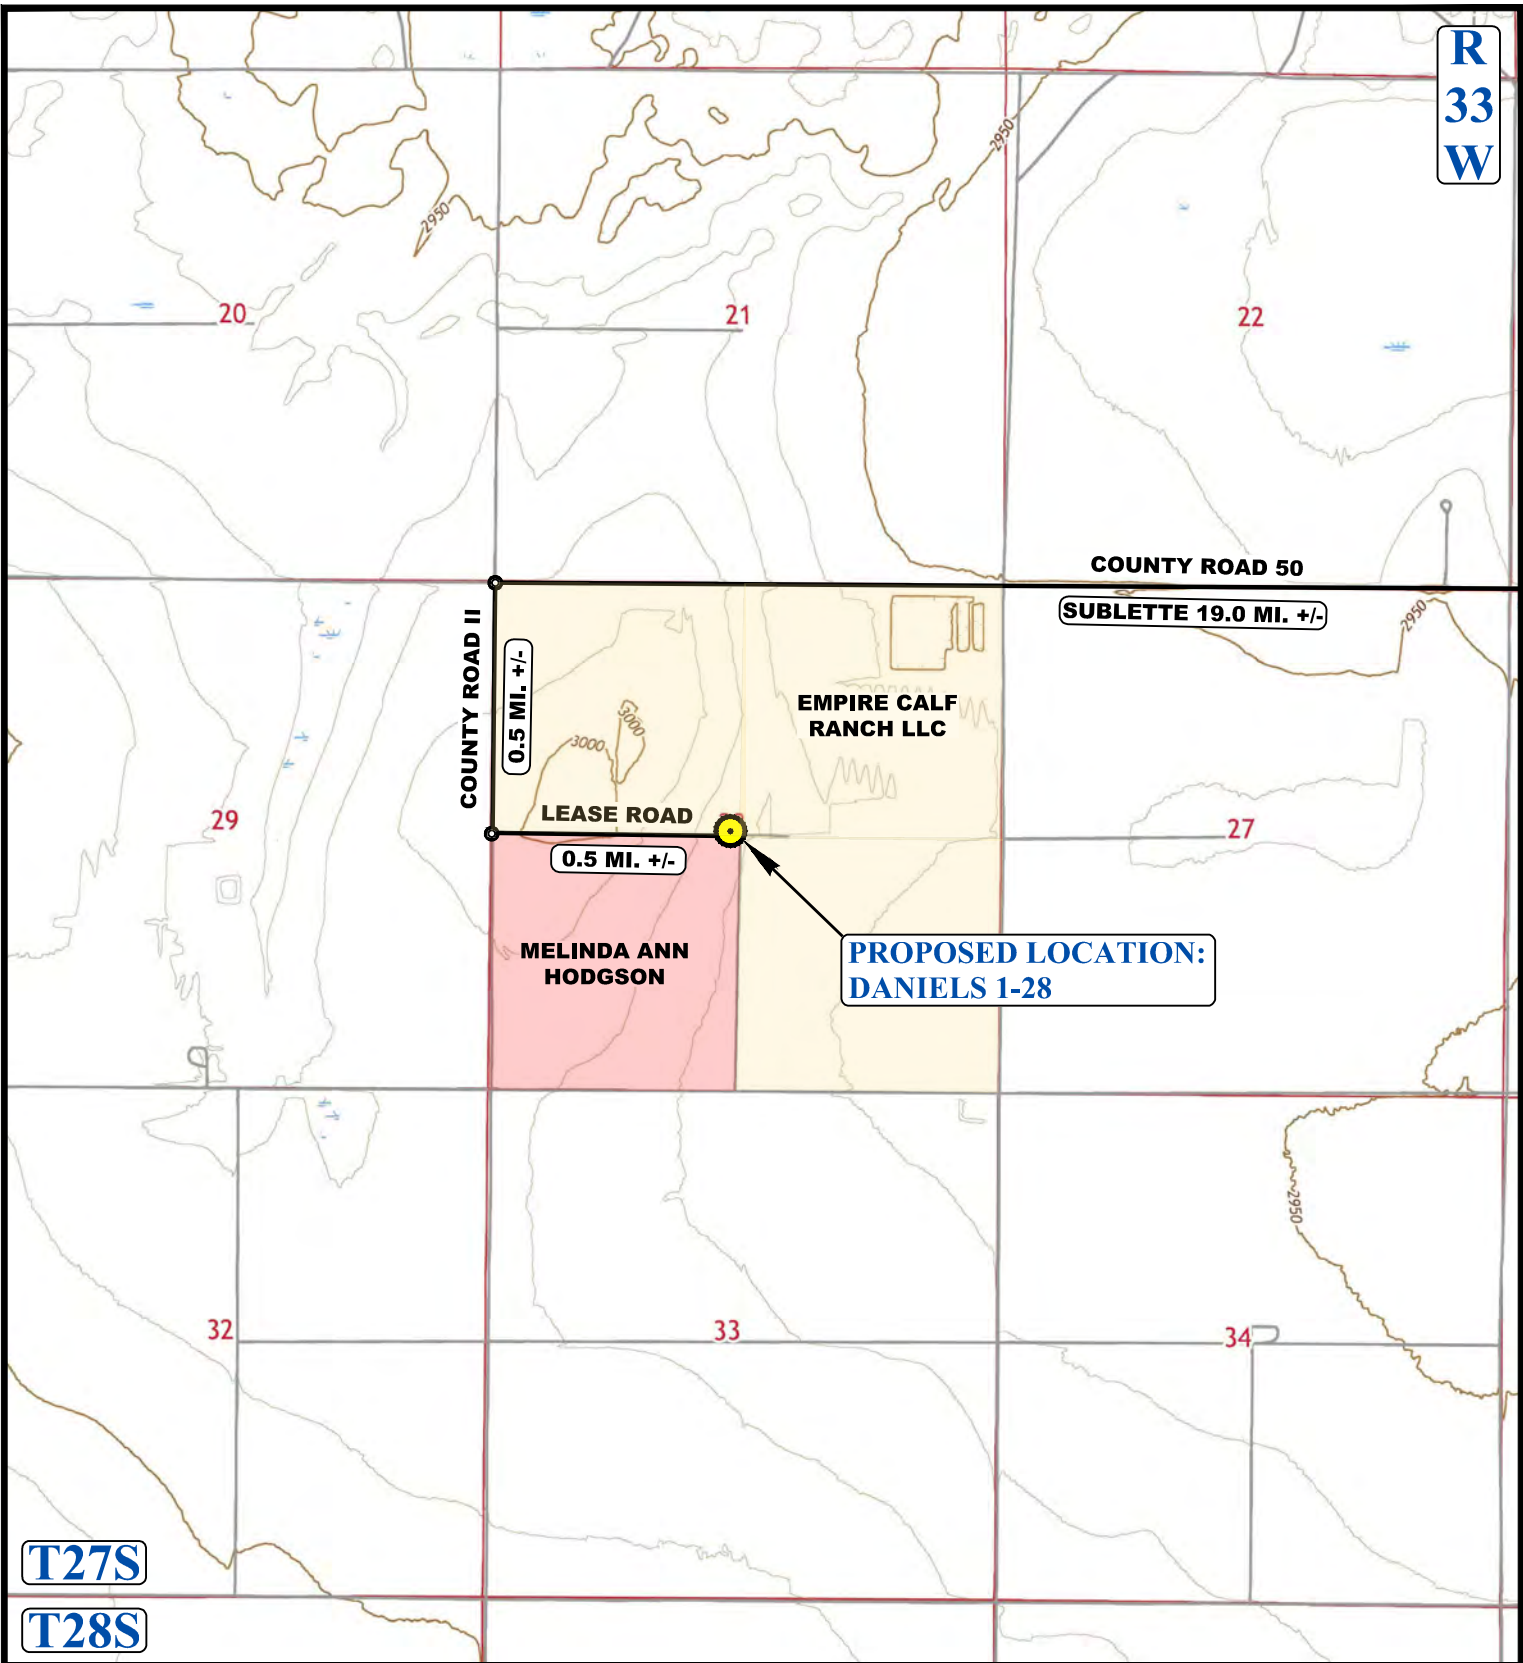 R
33
W
2950
2950
20
21
22
COUNTY ROAD 50
SUBLETTE 19.0 MI. +/-
2950
COUNTY ROAD II
0.5 MI. +/-
EMPIRE CALF
RANCH LLC
3000
3000
LEASE ROAD
29
27
0.5 MI. +/-
MELINDA ANN
HODGSON
PROPOSED LOCATION:
DANIELS 1-28
2950
32
33
34
T27S
T28S